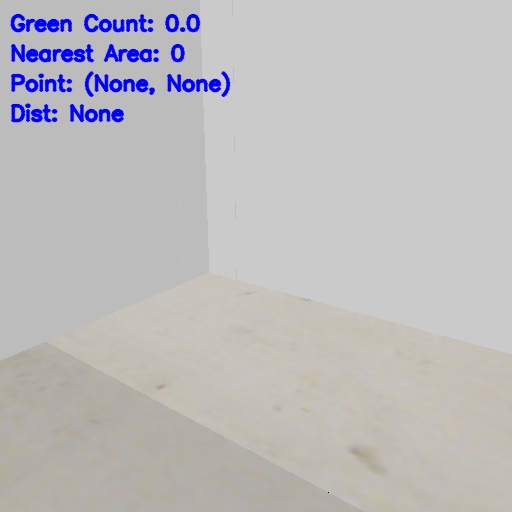 Green Count: 0.0
Nearest Area: 0
Point: (None, None)
Dist: None